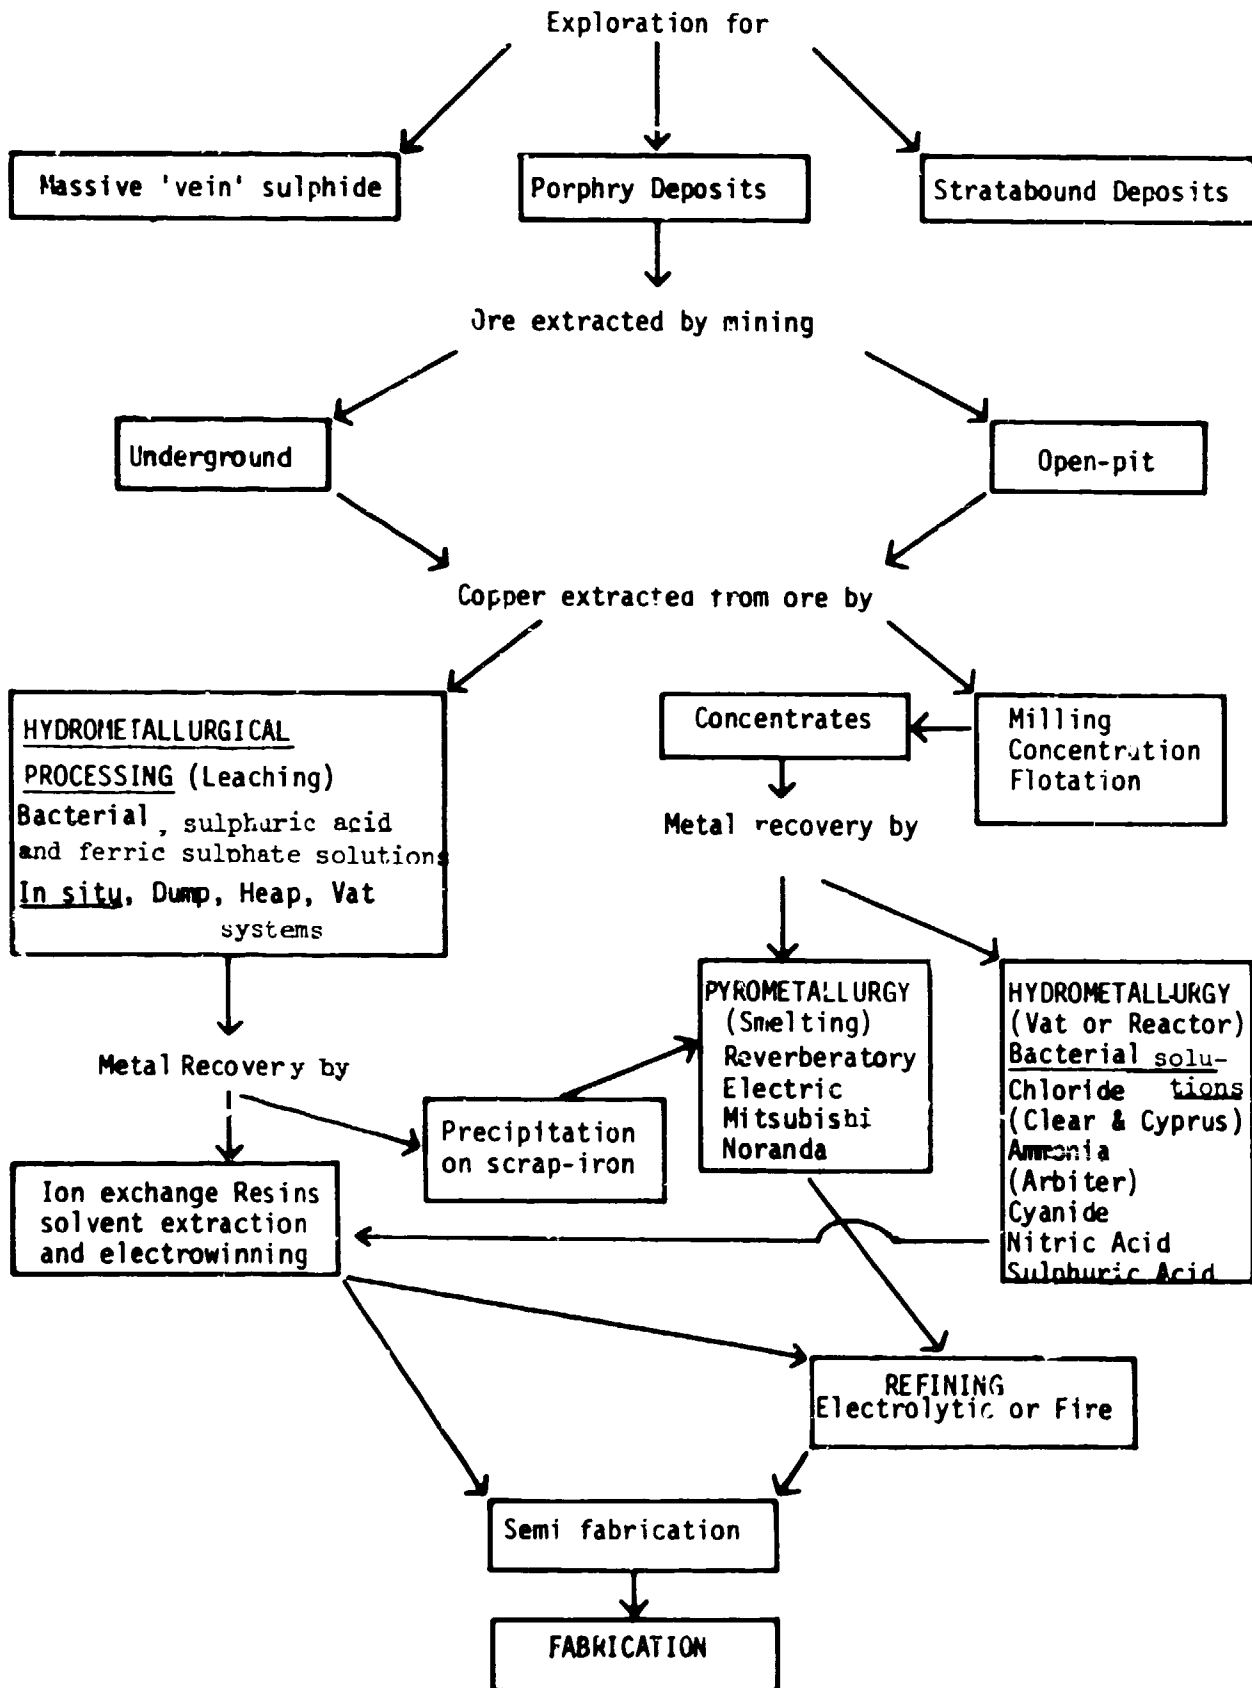 Exploration for
Massive 'vein' sulphide
Porphry Deposits
Stratabound Deposits
Ore extracted by mining
Underground
Open-pit
Copper extracted from ore by
HYDROMETALLURGICAL
PROCESSING (Leaching)
Bacterial, sulphuric acid
and ferric sulphate solutions
In situ, Dump, Heap, Vat
systems
Concentrates
Milling
Concentration
Flotation
Metal recovery by
Metal Recovery by
Precipitation
on scrap-iron
PYROMETALLURGY
(Smelting)
Reverberatory
Electric
Mitsubishi
Noranda
HYDROMETALLURGY
(Vat or Reactor)
Bacterial solu-
tions
Chloride
(Clear & Cyprus)
Ammonia
(Arbiter)
Cyanide
Nitric Acid
Sulphuric Acid
Ion exchange Resins
solvent extraction
and electrowinning
REFINING
Electrolytic or Fire
Semi fabrication
FABRICATION